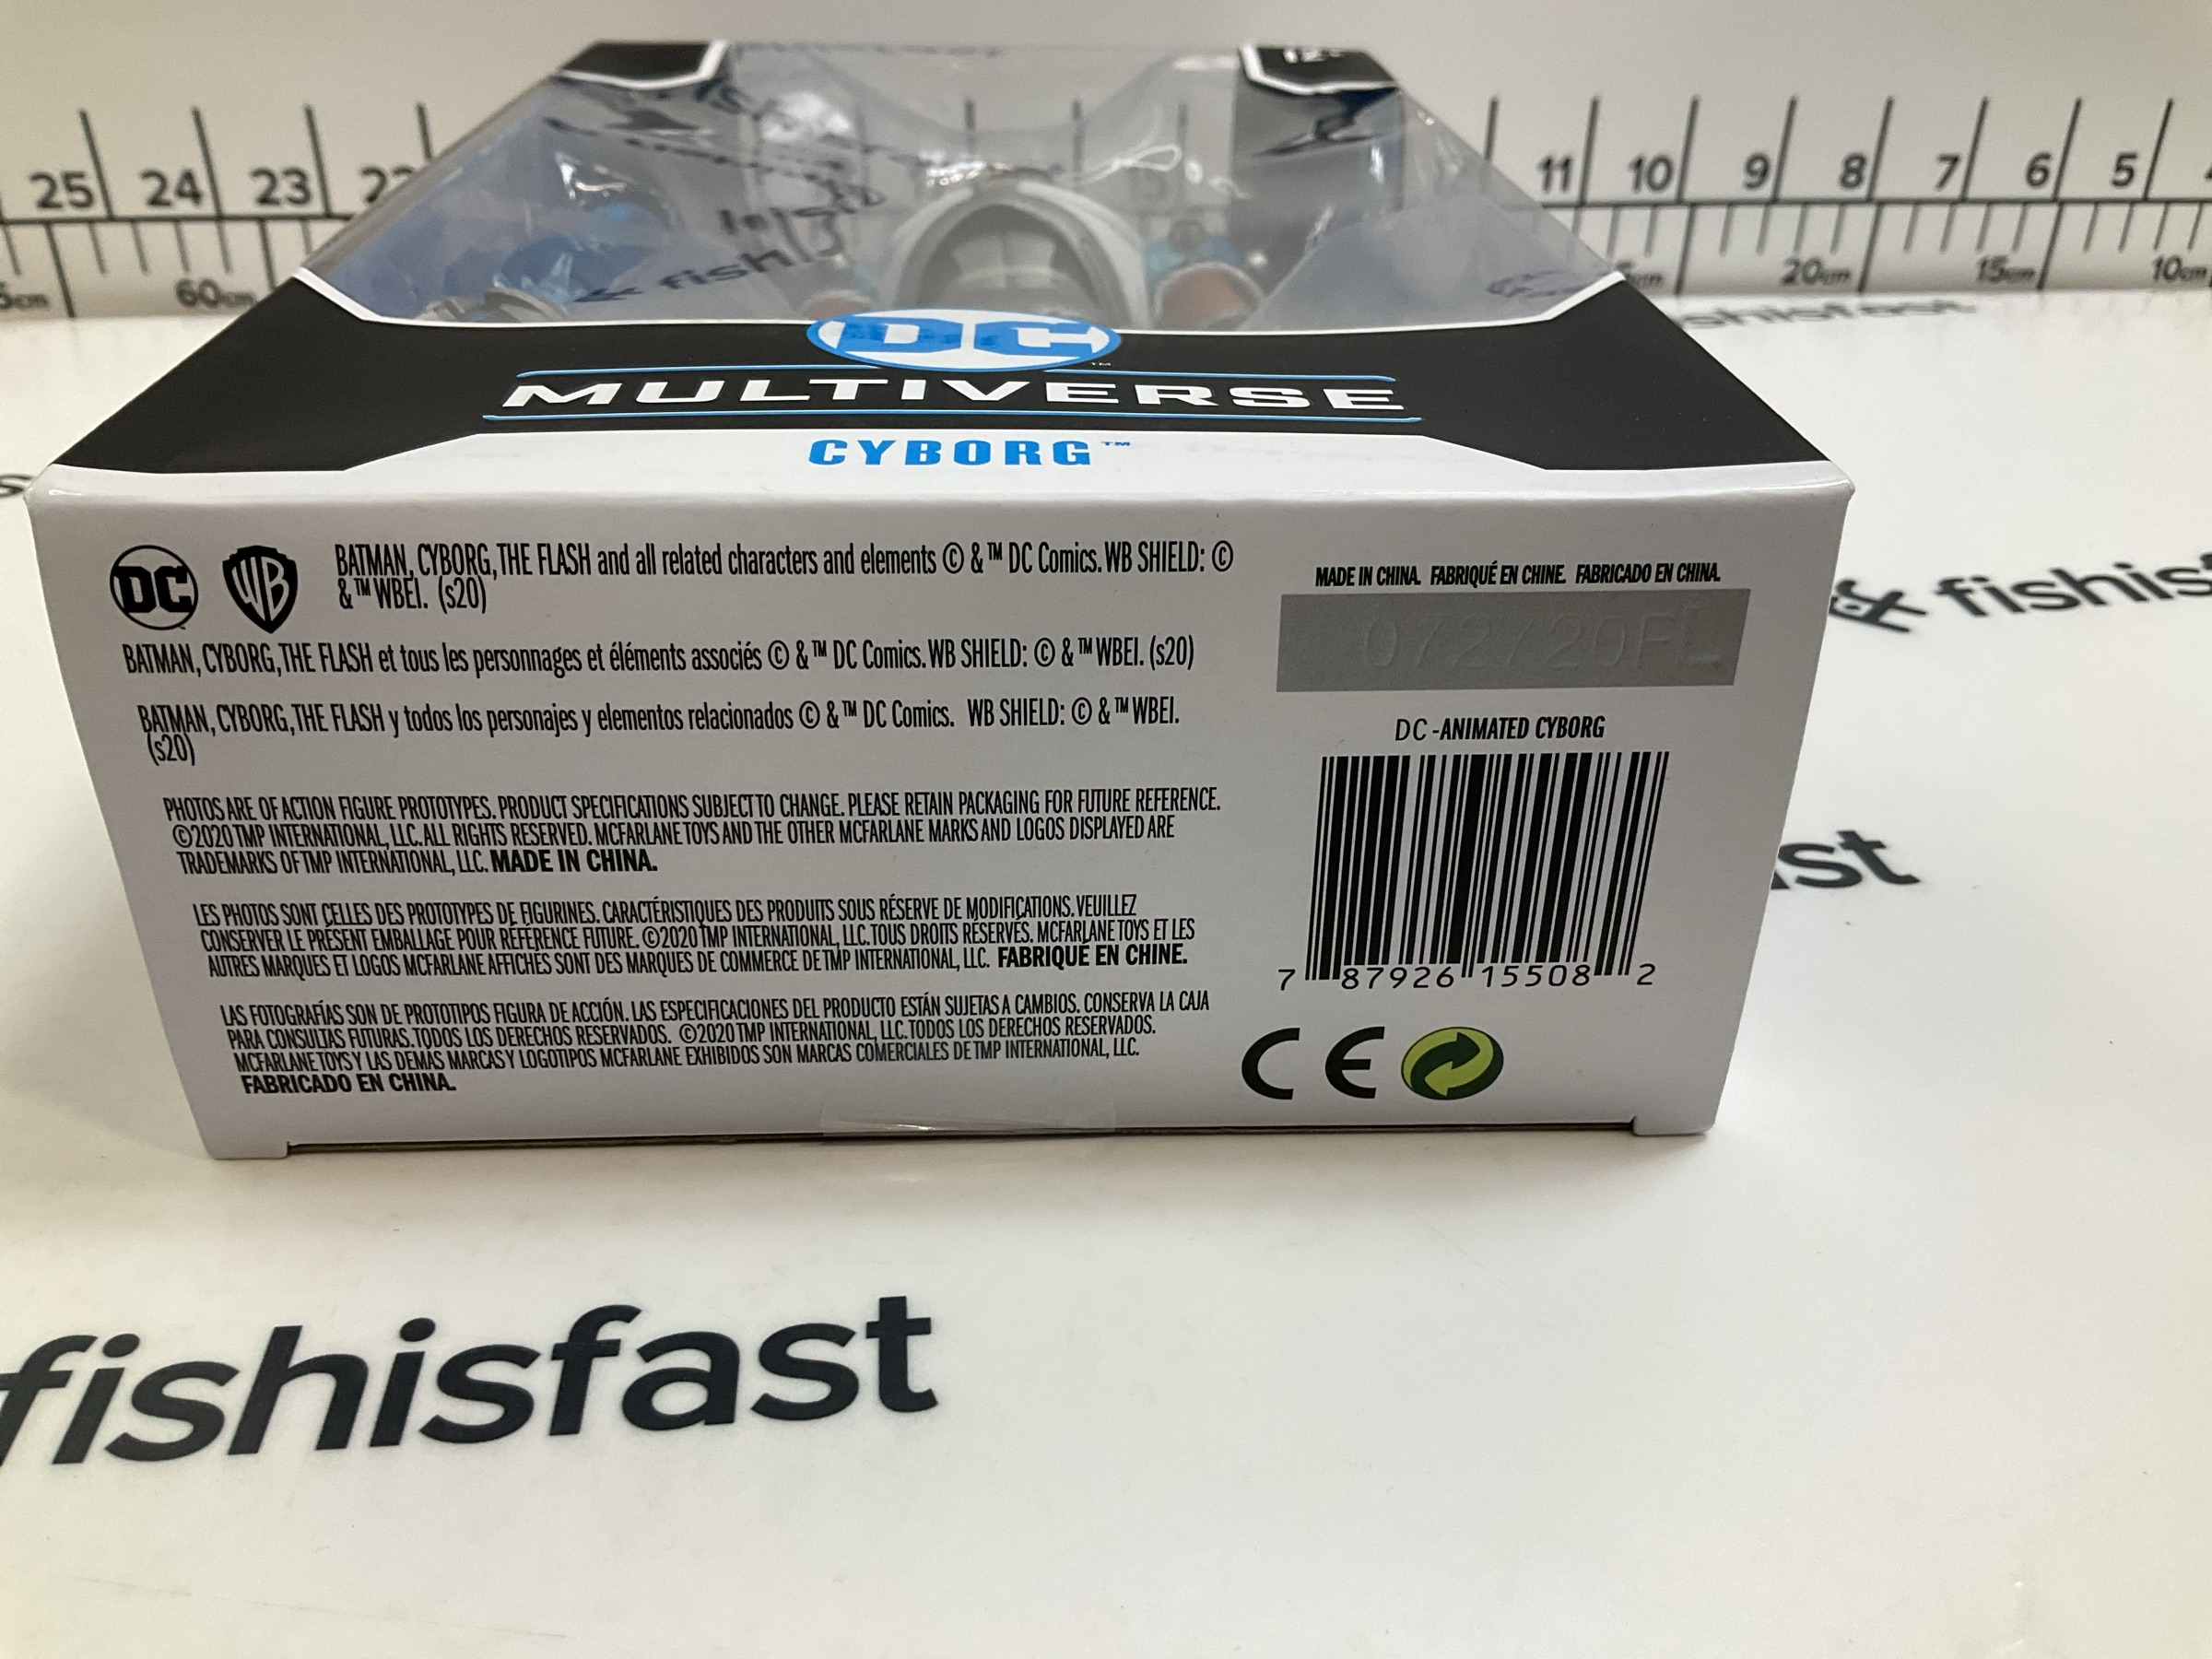 12+
25 24 23 22 11 10 9 8 7 6 5
60cm 20cm 15cm 10cm
fishisfast
DC
™
MULTIVERSE
CYBORG™
DC WB BATMAN, CYBORG, THE FLASH and all related characters and elements © & ™ DC Comics. WB SHIELD: ©
& ™ WBEI. (s20)
BATMAN, CYBORG, THE FLASH et tous les personnages et éléments associés © & ™ DC Comics. WB SHIELD: © & ™ WBEI. (s20)
BATMAN, CYBORG, THE FLASH y todos los personajes y elementos relacionados © & ™ DC Comics. WB SHIELD: © & ™ WBEI.
(s20)
PHOTOS ARE OF ACTION FIGURE PROTOTYPES. PRODUCT SPECIFICATIONS SUBJECT TO CHANGE. PLEASE RETAIN PACKAGING FOR FUTURE REFERENCE.
©2020 TMP INTERNATIONAL, LLC. ALL RIGHTS RESERVED. MCFARLANE TOYS AND THE OTHER MCFARLANE MARKS AND LOGOS DISPLAYED ARE
TRADEMARKS OF TMP INTERNATIONAL, LLC. MADE IN CHINA.
LES PHOTOS SONT CELLES DES PROTOTYPES DE FIGURINES. CARACTÉRISTIQUES DES PRODUITS SOUS RÉSERVE DE MODIFICATIONS. VEUILLEZ
CONSERVER LE PRÉSENT EMBALLAGE POUR RÉFÉRENCE FUTURE. ©2020 TMP INTERNATIONAL, LLC. TOUS DROITS RÉSERVÉS. MCFARLANE TOYS ET LES
AUTRES MARQUES ET LOGOS MCFARLANE AFFICHÉS SONT DES MARQUES DE COMMERCE DE TMP INTERNATIONAL, LLC. FABRIQUÉ EN CHINE.
LAS FOTOGRAFÍAS SON DE PROTOTIPOS FIGURA DE ACCIÓN. LAS ESPECIFICACIONES DEL PRODUCTO ESTÁN SUJETAS A CAMBIOS. CONSERVA LA CAJA
PARA CONSULTAS FUTURAS. TODOS LOS DERECHOS RESERVADOS. ©2020 TMP INTERNATIONAL, LLC. TODOS LOS DERECHOS RESERVADOS.
MCFARLANE TOYS Y LAS DEMÁS MARCAS Y LOGOTIPOS MCFARLANE EXHIBIDOS SON MARCAS COMERCIALES DE TMP INTERNATIONAL, LLC.
FABRICADO EN CHINA.
MADE IN CHINA. FABRIQUÉ EN CHINE. FABRICADO EN CHINA.
072720FL
DC -ANIMATED CYBORG
7 87926 15508 2
CE
fishisfast